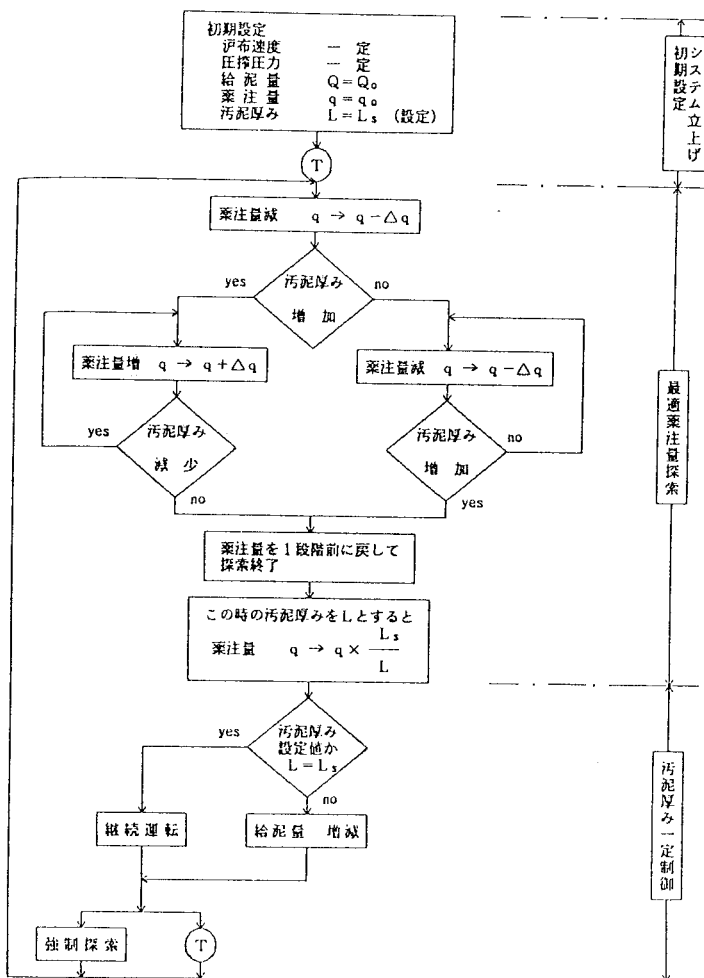 初期設定
沪布速度 一 定
圧搾圧力 一 定
給 泥 量 Q = Q₀
薬 注 量 q = q₀
汚泥厚み L = Lₛ (設定)
T
薬注量減 q → q − △q
yes
汚泥厚み
増 加
no
薬注量増 q → q + △q
薬注量減 q → q − △q
yes
汚泥厚み
減 少
no
汚泥厚み
増 加
no
yes
薬注量を1段階前に戻して
探索終了
この時の汚泥厚みをLとすると
薬注量 q → q × Lₛ
L
yes
汚泥厚み
設定値か
L = Lₛ
no
継続運転
給泥量 増減
強制探索
T
システム立上げ
初期設定
最適薬注量探索
汚泥厚み一定制御